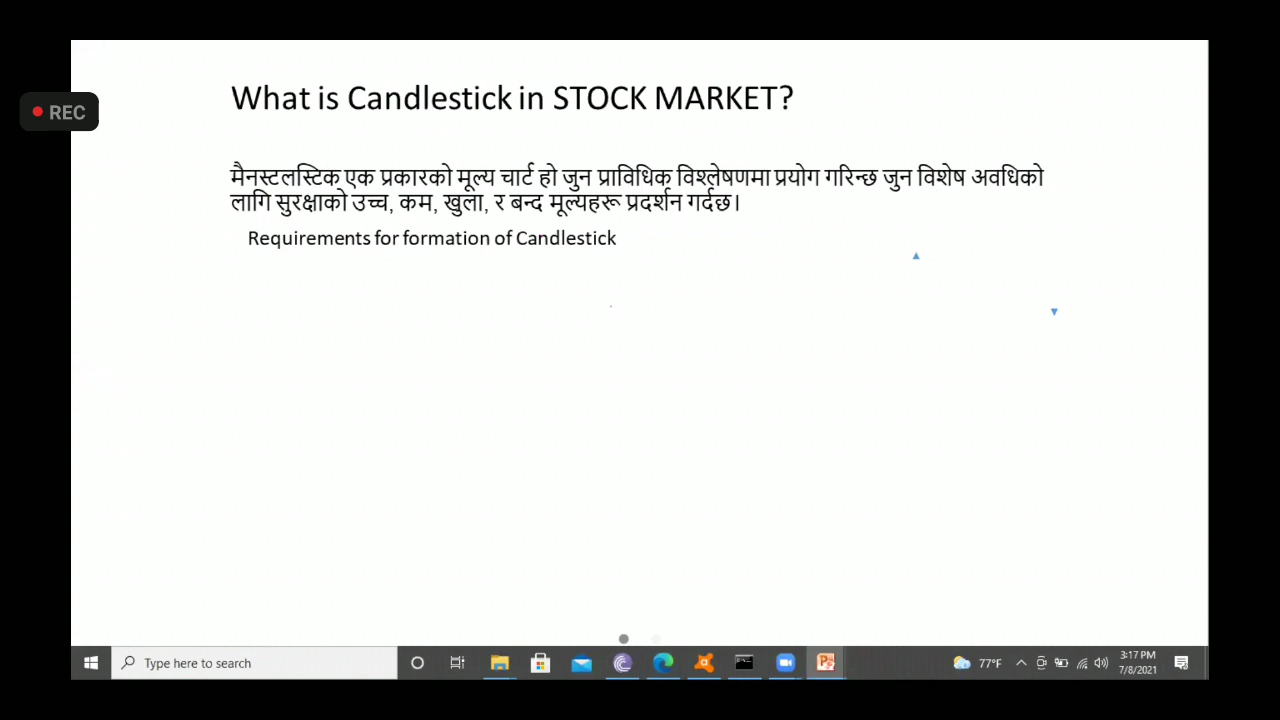 What is Candlestick in STOCK MARKET?
REC
मैनस्टलस्टिक एक प्रकारको मूल्य चार्ट हो जुन प्राविधिक विश्लेषणमा प्रयोग गरिन्छ जुन विशेष अवधिको
लागि सुरक्षाको उच्च, कम, खुला, र बन्द मूल्यहरू प्रदर्शन गर्दछ।
Requirements for formation of Candlestick
Type here to search
77°F
3:17 PM
7/8/2021